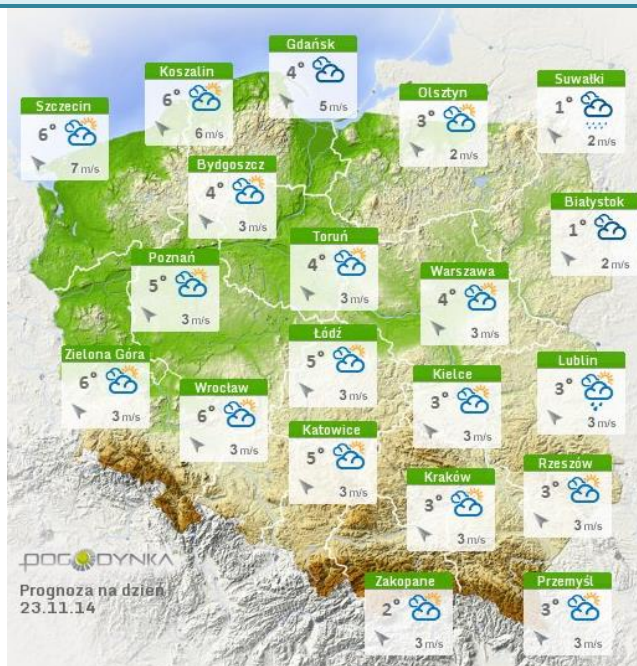 Gdańsk
4°
5 m/s
Koszalin
6°
6 m/s
Suwałki
1°
2 m/s
Olsztyn
3°
2 m/s
Szczecin
6°
7 m/s
Bydgoszcz
4°
3 m/s
Białystok
1°
2 m/s
Toruń
4°
3 m/s
Poznań
5°
3 m/s
Warszawa
4°
3 m/s
Łódź
5°
3 m/s
Zielona Góra
6°
3 m/s
Lublin
3°
3 m/s
Kielce
3°
3 m/s
Wrocław
6°
3 m/s
Katowice
5°
3 m/s
Rzeszów
3°
3 m/s
Kraków
3°
3 m/s
POGODYNKA
Prognoza na dzień
23.11.14
Zakopane
2°
3 m/s
Przemyśl
3°
3 m/s